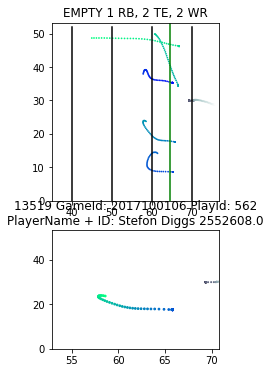 EMPTY 1 RB, 2 TE, 2 WR
50
40
30
20
10
0
40 50 60 70
13519 GameId: 2017100106 PlayId: 562
PlayerName + ID: Stefon Diggs 2552608.0
40
20
0
55 60 65 70